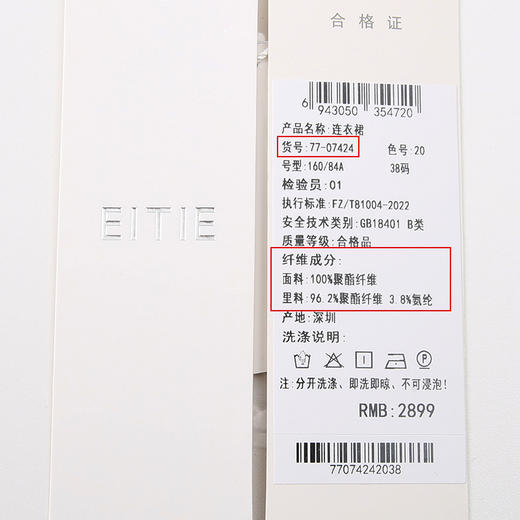 EITIE
合格证
6 943050 354720
产品名称:连衣裙
货号:77-07424 色号:20
号型:160/84A 38码
检验员:01
执行标准:FZ/T81004-2022
安全技术类别:GB18401 B类
质量等级:合格品
纤维成分:
面料:100%聚酯纤维
里料:96.2%聚酯纤维 3.8%氨纶
产地:深圳
洗涤说明:
注:分开洗涤、即洗即晾、不可浸泡!
RMB:2899
77074242038